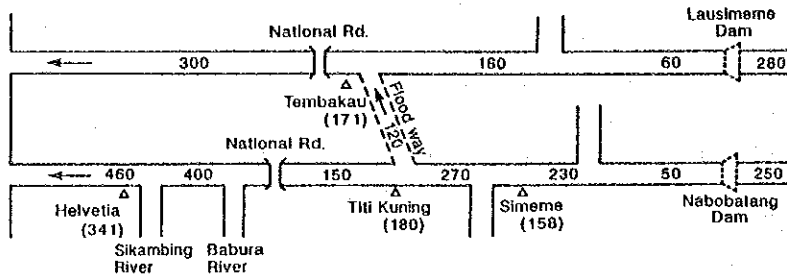 National Rd.
Lausimeme
Dam
300
160
60
280
Tembakau
(171)
Flood way
120
National Rd.
460
400
150
270
230
50
250
Helvetia
(341)
Titi Kuning
(180)
Simeme
(158)
Nabobalang
Dam
Sikambing
River
Babura
River